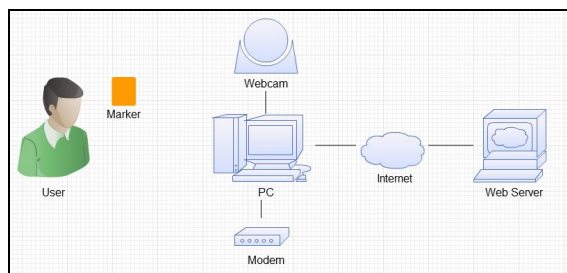 Webcam
Marker
User
PC
Internet
Web Server
Modem